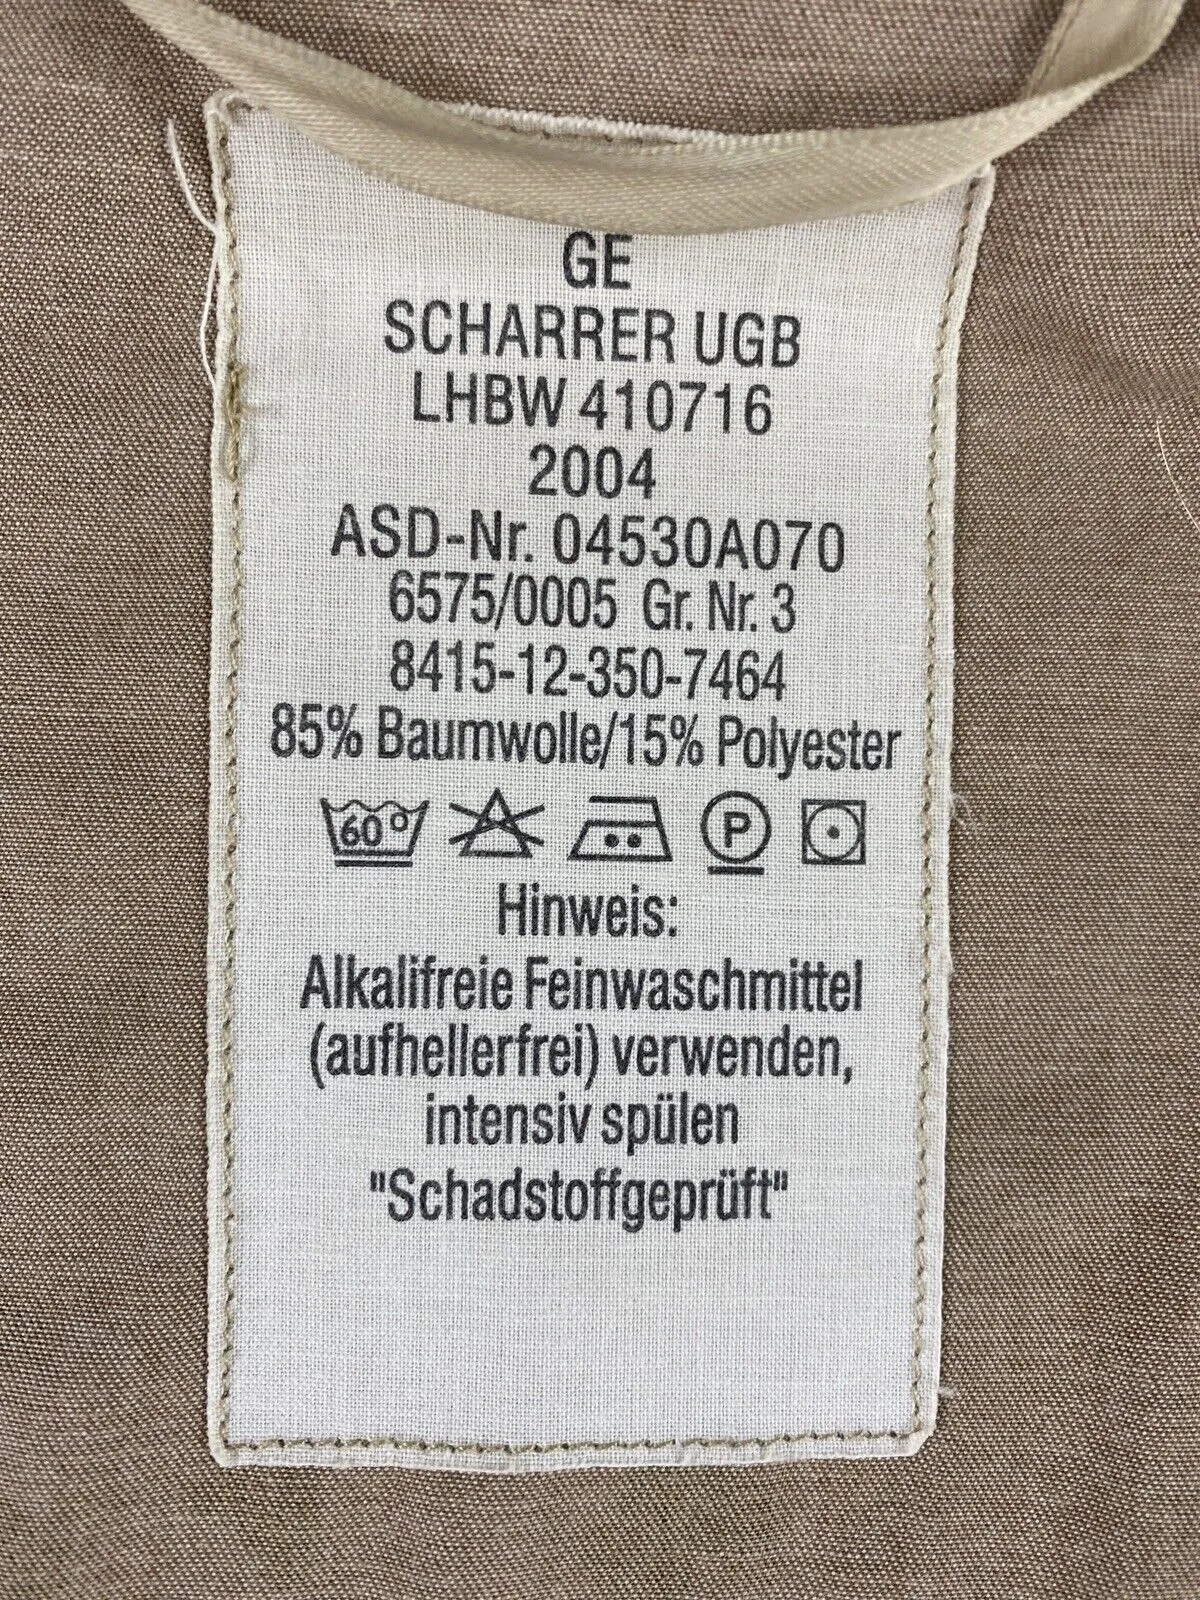 GE
SCHARRER UGB
LHBW 410716
2004
ASD-Nr. 04530A070
6575/0005 Gr. Nr. 3
8415-12-350-7464
85% Baumwolle/15% Polyester
60° P
Hinweis:
Alkalifreie Feinwaschmittel
(aufhellerfrei) verwenden,
intensiv spülen
"Schadstoffgeprüft"